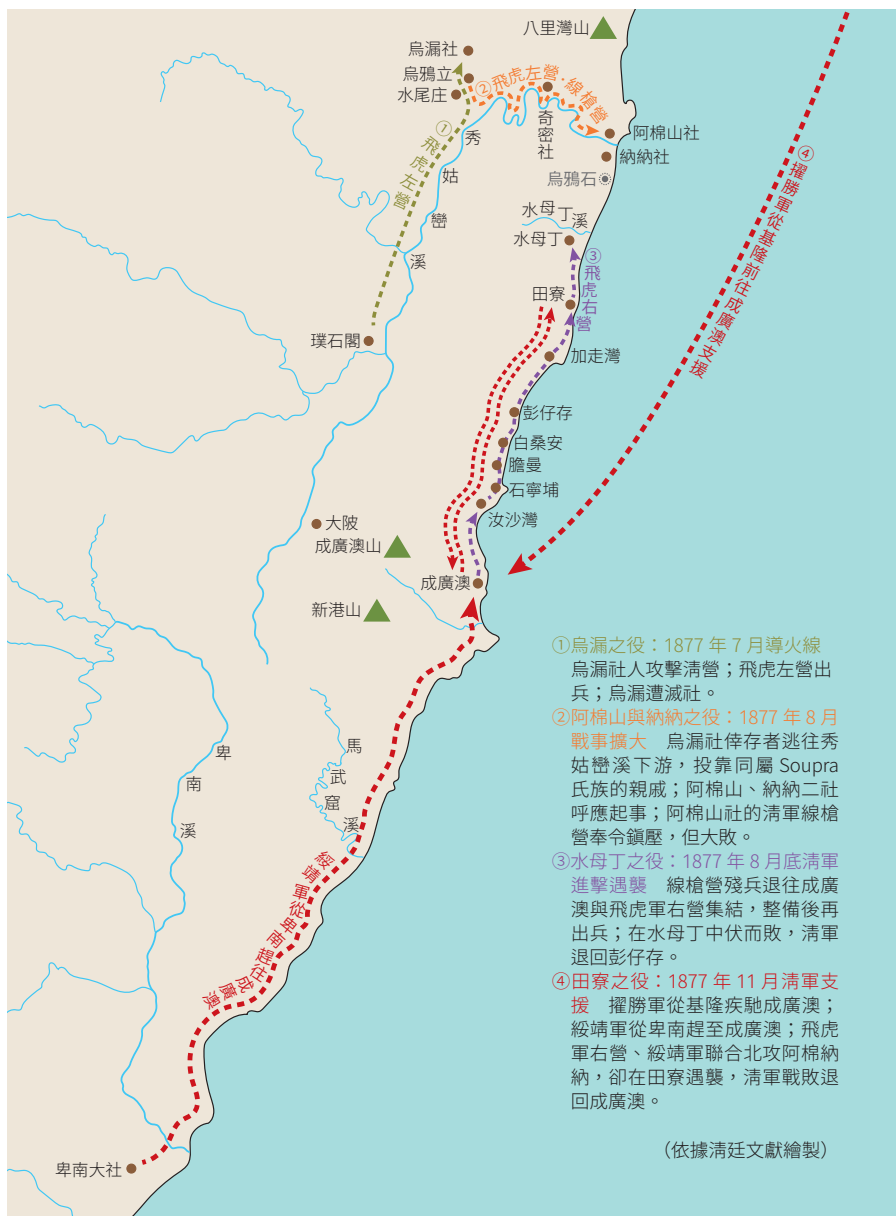 八里灣山
烏漏社
烏鴉立
水尾庄
②飛虎左營·線槍營
奇密社
阿棉山社
納納社
烏鴉石
①飛虎左營
秀姑巒溪
水母丁溪
水母丁
③飛虎右營
④擢勝軍從基隆前往成廣澳支援
田寮
璞石閣
加走灣
彭仔存
白桑安
膽曼
石寧埔
汝沙灣
大陂
成廣澳山
成廣澳
新港山
卑南溪
馬武窟溪
綏靖軍從卑南趕往成廣澳
卑南大社
①烏漏之役：1877 年 7 月導火線
烏漏社人攻擊清營；飛虎左營出
兵；烏漏遭滅社。
②阿棉山與納納之役：1877 年 8 月
戰事擴大　烏漏社倖存者逃往秀
姑巒溪下游，投靠同屬 Soupra
氏族的親戚；阿棉山、納納二社
呼應起事；阿棉山社的清軍線槍
營奉令鎮壓，但大敗。
③水母丁之役：1877 年 8 月底清軍
進擊遇襲　線槍營殘兵退往成廣
澳與飛虎軍右營集結，整備後再
出兵；在水母丁中伏而敗，清軍
退回彭仔存。
④田寮之役：1877 年 11 月清軍支
援　擢勝軍從基隆疾馳成廣澳；
綏靖軍從卑南趕至成廣澳；飛虎
軍右營、綏靖軍聯合北攻阿棉納
納，卻在田寮遇襲，清軍戰敗退
回成廣澳。
（依據清廷文獻繪製）